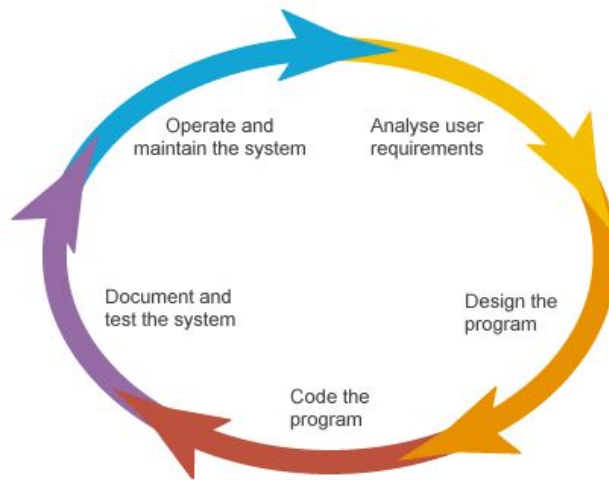 Operate and
maintain the system
Analyse user
requirements
Design the
program
Code the
program
Document and
test the system